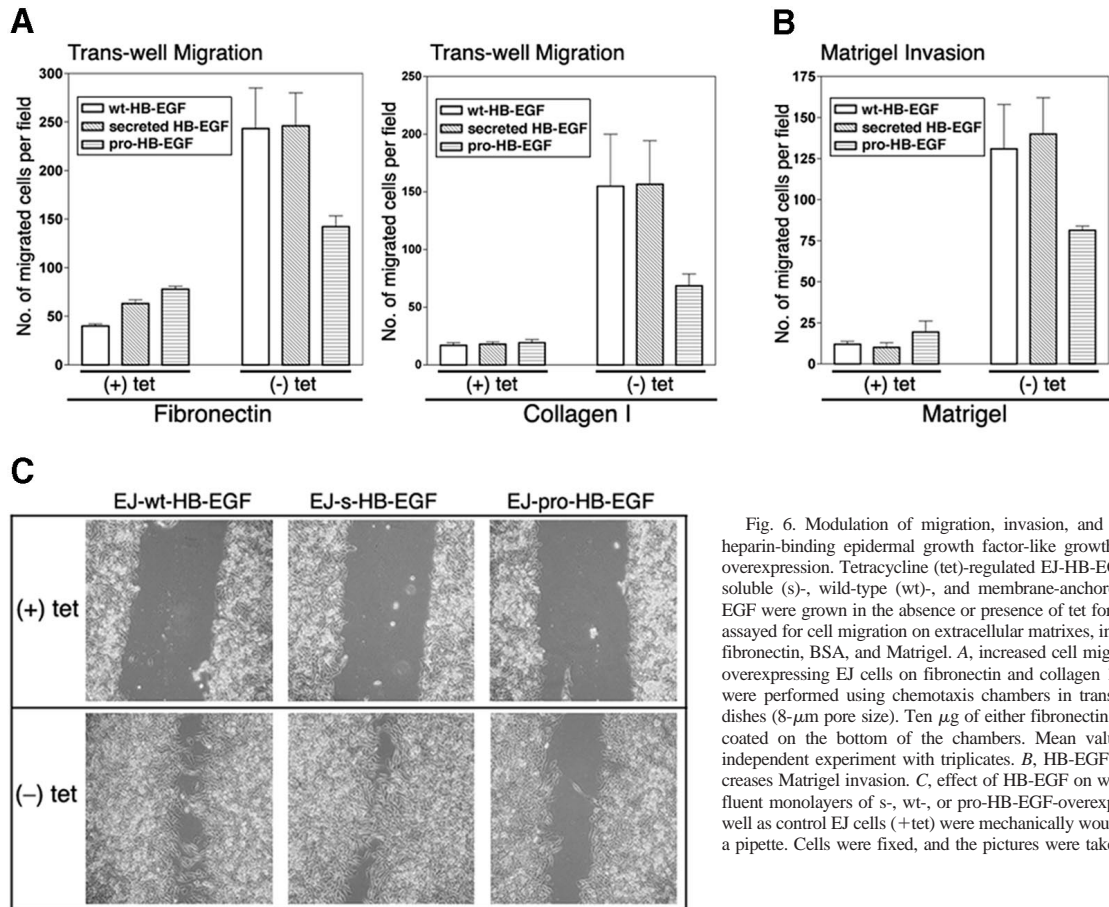 A
B
Trans-well Migration
Trans-well Migration
Matrigel Invasion
No. of migrated cells per field
300
250
200
150
100
50
0
wt-HB-EGF
secreted HB-EGF
pro-HB-EGF
(+) tet
(-) tet
Fibronectin
No. of migrated cells per field
250
200
150
100
50
0
wt-HB-EGF
secreted HB-EGF
pro-HB-EGF
(+) tet
(-) tet
Collagen I
No. of migrated cells per field
175
150
125
100
75
50
25
0
wt-HB-EGF
secreted HB-EGF
pro-HB-EGF
(+) tet
(-) tet
Matrigel
C
EJ-wt-HB-EGF
EJ-s-HB-EGF
EJ-pro-HB-EGF
(+) tet
(−) tet
Fig. 6. Modulation of migration, invasion, and
heparin-binding epidermal growth factor-like growth
overexpression. Tetracycline (tet)-regulated EJ-HB-EG
soluble (s)-, wild-type (wt)-, and membrane-anchore
EGF were grown in the absence or presence of tet for
assayed for cell migration on extracellular matrixes, in
fibronectin, BSA, and Matrigel. A, increased cell mig
overexpressing EJ cells on fibronectin and collagen
were performed using chemotaxis chambers in trans
dishes (8-μm pore size). Ten μg of either fibronectin
coated on the bottom of the chambers. Mean valu
independent experiment with triplicates. B, HB-EGF
creases Matrigel invasion. C, effect of HB-EGF on w
fluent monolayers of s-, wt-, or pro-HB-EGF-overexp
well as control EJ cells (+tet) were mechanically wou
a pipette. Cells were fixed, and the pictures were take